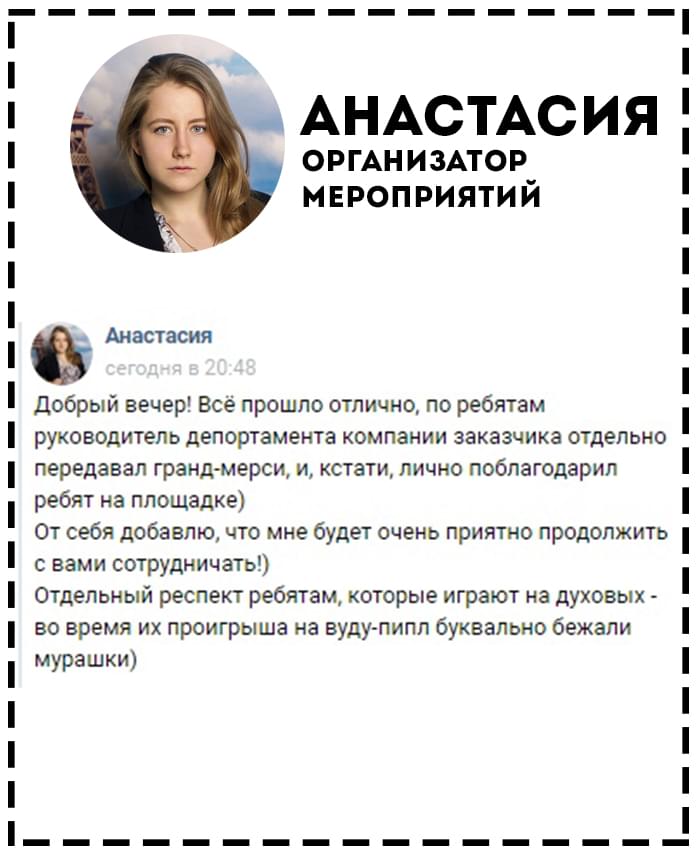 АНАСТАСИЯ
ОРГАНИЗАТОР
МЕРОПРИЯТИЙ
Анастасия
сегодня в 20:48
Добрый вечер! Всё прошло отлично, по ребятам
руководитель депортамента компании заказчика отдельно
передавал гранд-мерси, и, кстати, лично поблагодарил
ребят на площадке)
От себя добавлю, что мне будет очень приятно продолжить
с вами сотрудничать!)
Отдельный респект ребятам, которые играют на духовых -
во время их проигрыша на вуду-пипл буквально бежали
мурашки)